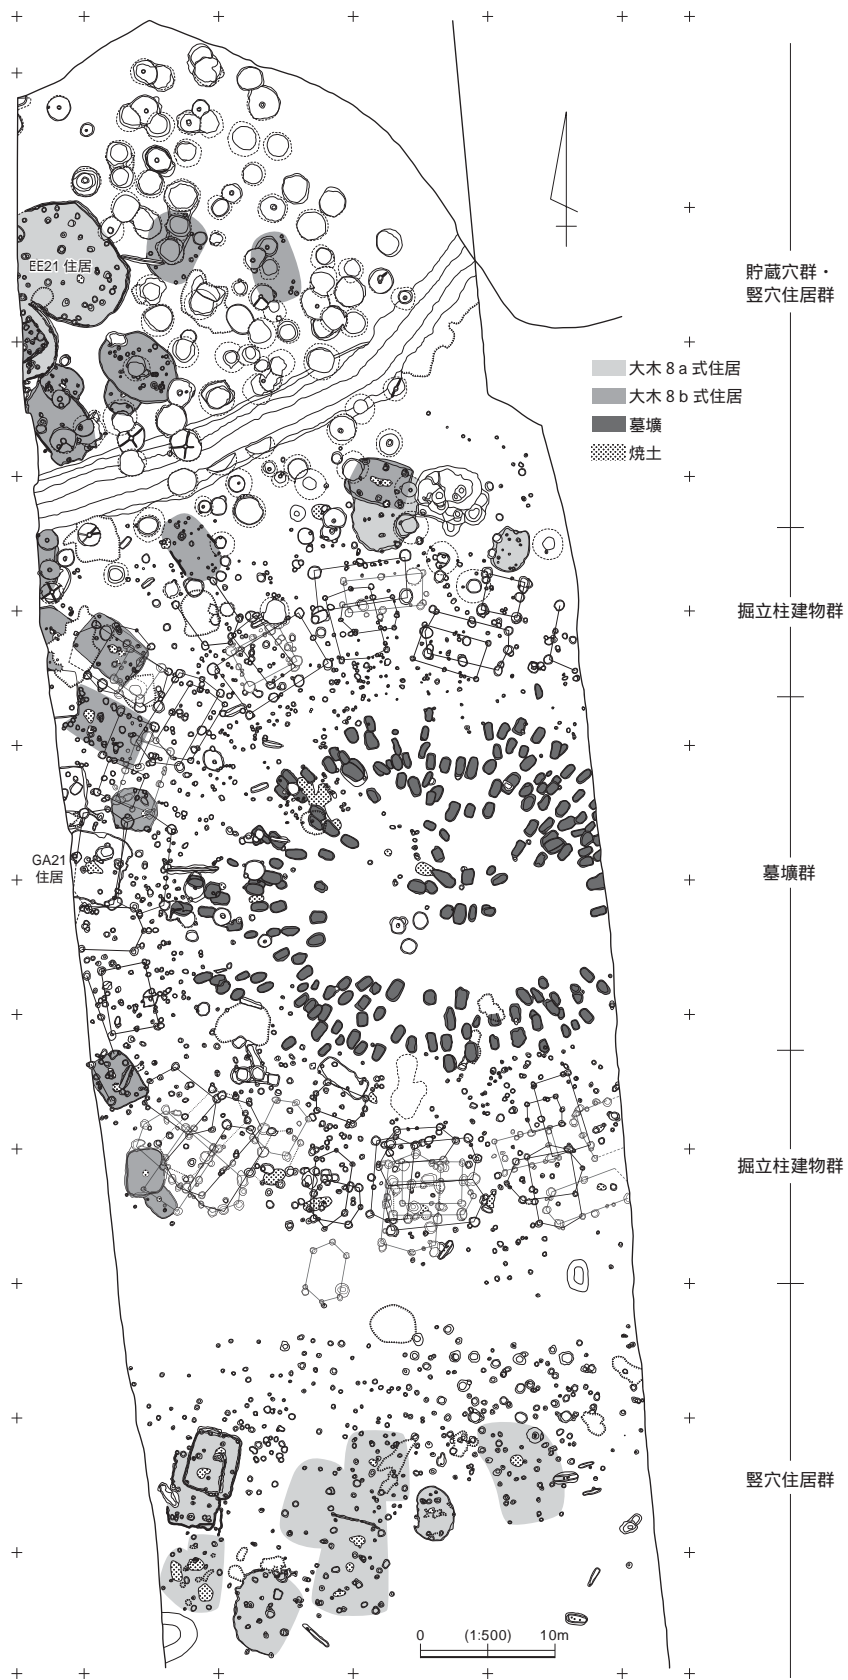 EE21 住居
貯蔵穴群・
竪穴住居群
大木 8 a 式住居
大木 8 b 式住居
墓壙
焼土
掘立柱建物群
GA21
住居
墓壙群
掘立柱建物群
竪穴住居群
0 (1:500) 10m